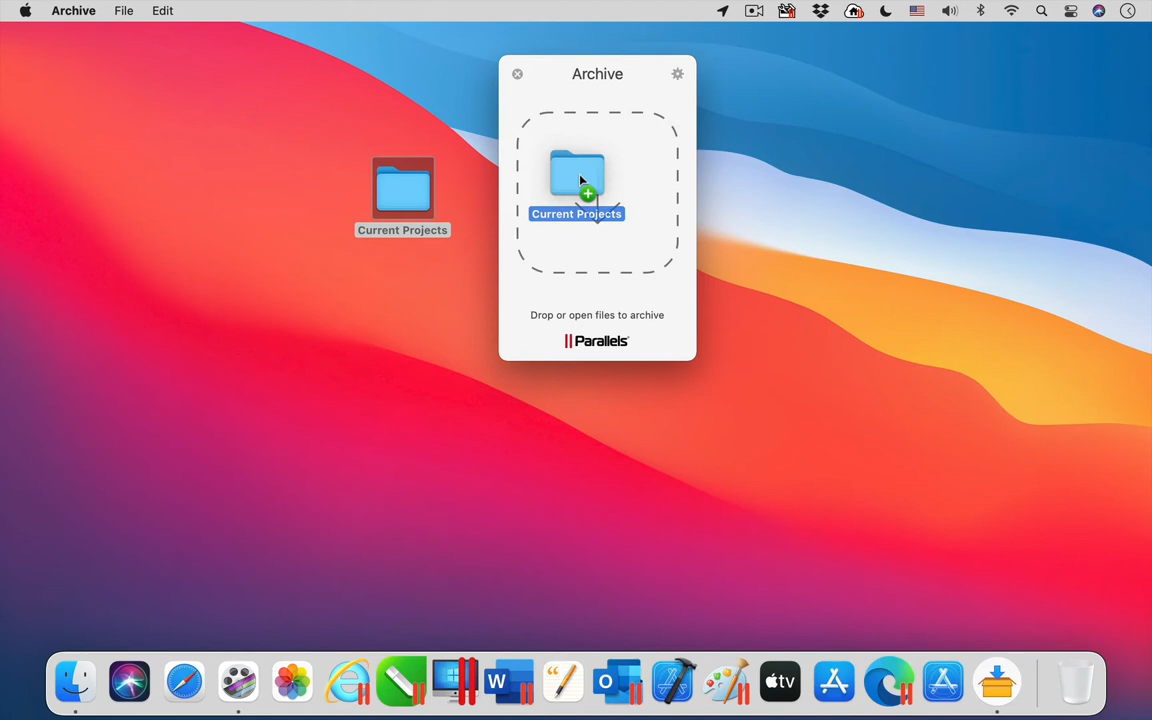 Archive File Edit
Archive
Current Projects
Current Projects
Drop or open files to archive
Parallels
W
O
tv